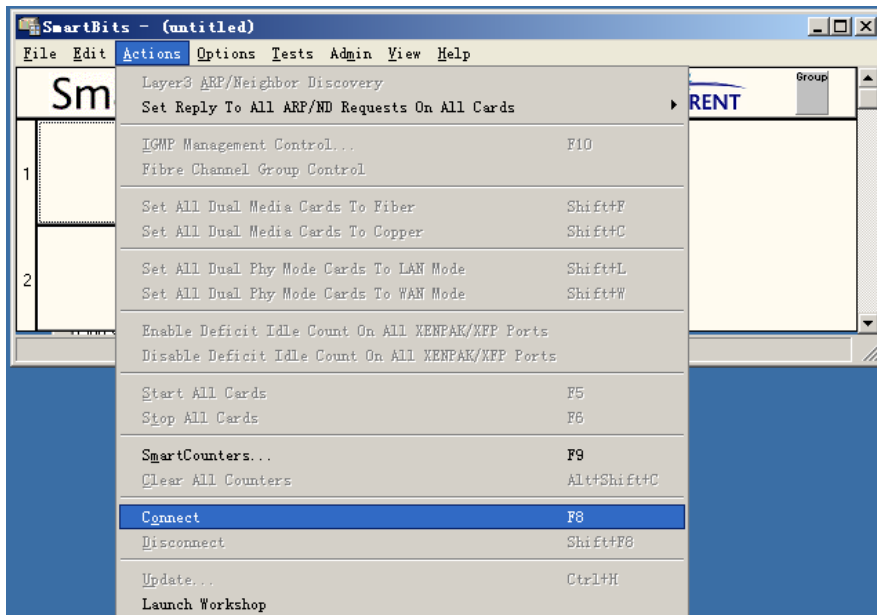 SmartBits - (untitled)
File Edit Actions Options Tests Admin View Help
Sm
RENT
Group
Layer3 ARP/Neighbor Discovery
Set Reply To All ARP/ND Requests On All Cards
IGMP Management Control... F10
Fibre Channel Group Control
1
Set All Dual Media Cards To Fiber Shift+F
Set All Dual Media Cards To Copper Shift+C
Set All Dual Phy Mode Cards To LAN Mode Shift+L
2
Set All Dual Phy Mode Cards To WAN Mode Shift+W
Enable Deficit Idle Count On All XENPAK/XFP Ports
Disable Deficit Idle Count On All XENPAK/XFP Ports
Start All Cards F5
Stop All Cards F6
SmartCounters... F9
Clear All Counters Alt+Shift+C
Connect F8
Disconnect Shift+F8
Update... Ctrl+H
Launch Workshop